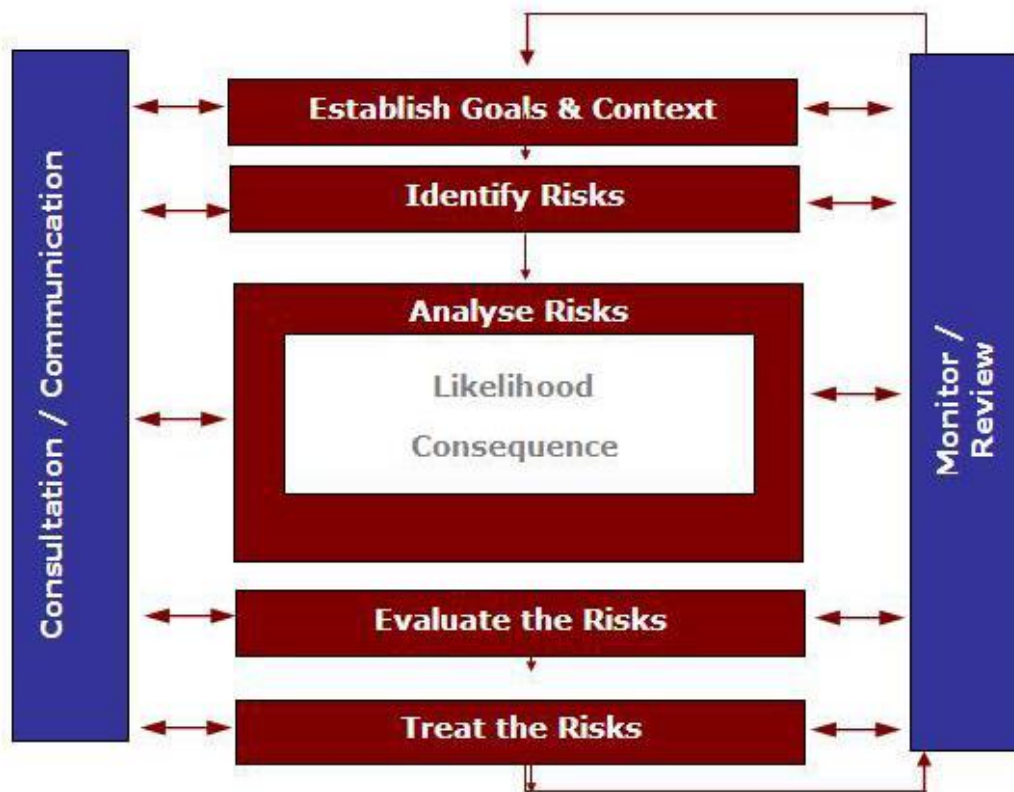 Consultation / Communication
Establish Goals & Context
Identify Risks
Analyse Risks
Likelihood
Consequence
Evaluate the Risks
Treat the Risks
Monitor /
Review